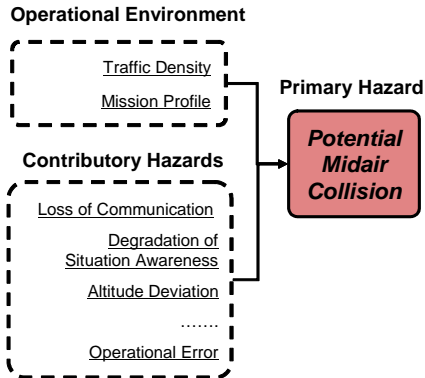 Operational Environment
Traffic Density
Mission Profile
Primary Hazard
Potential
Midair
Collision
Contributory Hazards
Loss of Communication
Degradation of
Situation Awareness
Altitude Deviation
.......
Operational Error